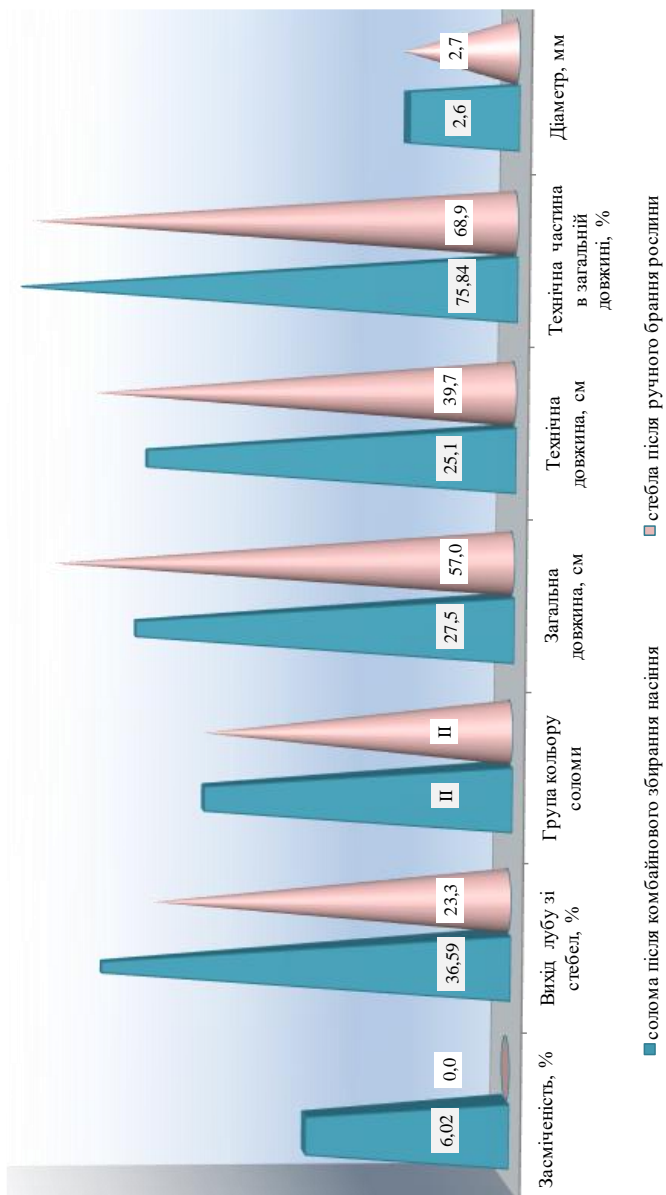 6,02
0,0
36,59
23,3
II
II
27,5
57,0
25,1
39,7
75,84
68,9
2,6
2,7
Засміченість, %
Вихід лубу зі
стебел, %
Група кольору
соломи
Загальна
довжина, см
Технічна
довжина, см
Технічна частина
в загальній
довжині, %
Діаметр, мм
солома після комбайнового збирання насіння
стебла після ручного брання рослини